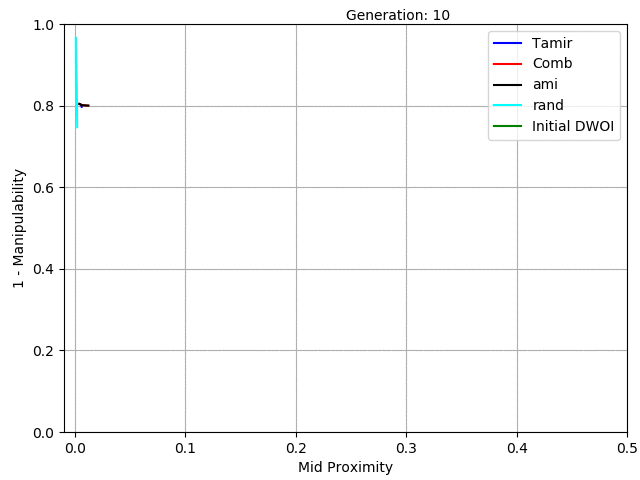 Generation: 10
1.0
0.8
0.6
0.4
0.2
0.0
1 - Manipulability
Tamir
Comb
ami
rand
Initial DWOI
0.0 0.1 0.2 0.3 0.4 0.5
Mid Proximity